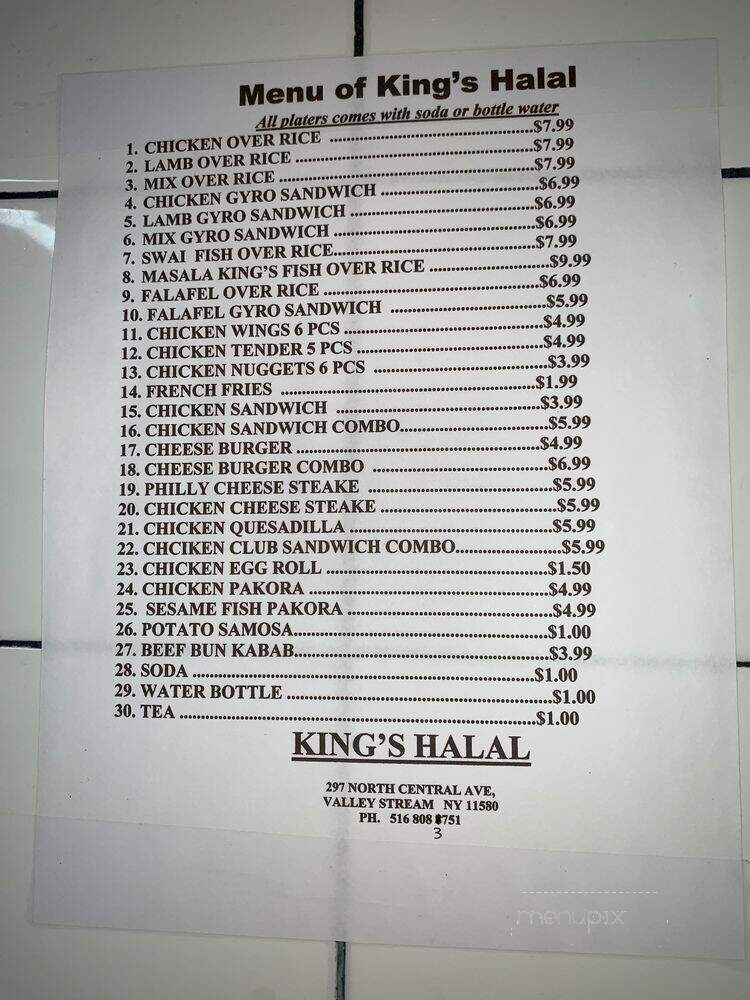 Menu of King's Halal
All platers comes with soda or bottle water
1. CHICKEN OVER RICE ........................................$7.99
2. LAMB OVER RICE ........................................$7.99
3. MIX OVER RICE ........................................$7.99
4. CHICKEN GYRO SANDWICH ........................................$6.99
5. LAMB GYRO SANDWICH ........................................$6.99
6. MIX GYRO SANDWICH ........................................$6.99
7. SWAI FISH OVER RICE........................................$7.99
8. MASALA KING'S FISH OVER RICE ..............................$9.99
9. FALAFEL OVER RICE ........................................$6.99
10. FALAFEL GYRO SANDWICH ........................................$5.99
11. CHICKEN WINGS 6 PCS ........................................$4.99
12. CHICKEN TENDER 5 PCS ........................................$4.99
13. CHICKEN NUGGETS 6 PCS ........................................$3.99
14. FRENCH FRIES ........................................$1.99
15. CHICKEN SANDWICH ........................................$3.99
16. CHICKEN SANDWICH COMBO..............................$5.99
17. CHEESE BURGER ........................................$4.99
18. CHEESE BURGER COMBO ........................................$6.99
19. PHILLY CHEESE STEAKE ........................................$5.99
20. CHICKEN CHEESE STEAKE ........................................$5.99
21. CHICKEN QUESADILLA ........................................$5.99
22. CHCIKEN CLUB SANDWICH COMBO.........................$5.99
23. CHICKEN EGG ROLL ........................................$1.50
24. CHICKEN PAKORA ........................................$4.99
25. SESAME FISH PAKORA ........................................$4.99
26. POTATO SAMOSA........................................$1.00
27. BEEF BUN KABAB........................................$3.99
28. SODA ........................................$1.00
29. WATER BOTTLE ........................................$1.00
30. TEA ........................................$1.00
KING'S HALAL
297 NORTH CENTRAL AVE,
VALLEY STREAM NY 11580
PH. 516 808 8751
3
menupix